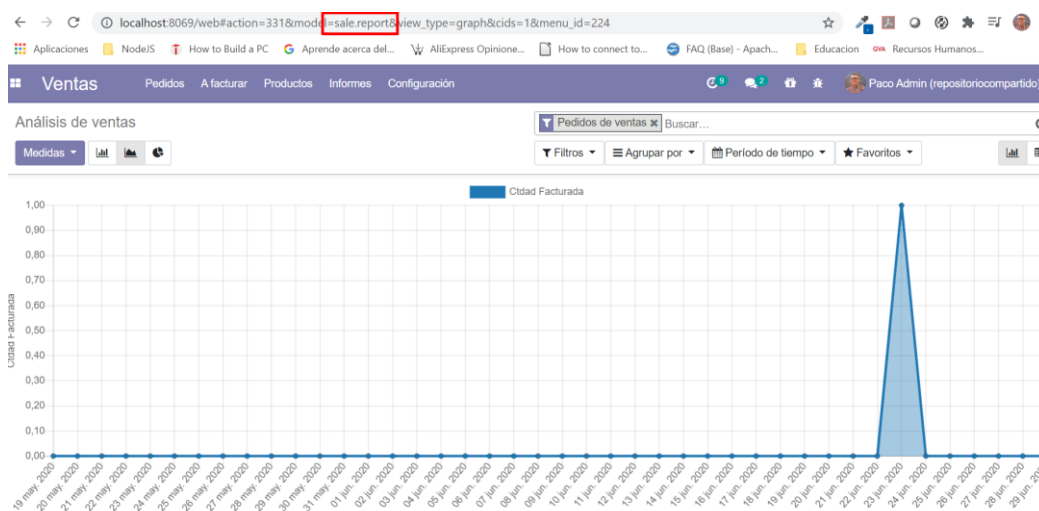 localhost:8069/web#action=331&model=sale.report&view_type=graph&cids=1&menu_id=224
Aplicaciones NodeJS How to Build a PC Aprende acerca del... AliExpress Opinione... How to connect to... FAQ (Base) - Apach... Educacion GVA Recursos Humanos...
Ventas Pedidos A facturar Productos Informes Configuración 9 2 Paco Admin (repositoriocompartido)
Análisis de ventas Pedidos de ventas Buscar...
Medidas Filtros Agrupar por Período de tiempo Favoritos
Ctdad Facturada
1,00
0,90
0,80
0,70
0,60
0,50
0,40
0,30
0,20
0,10
0,00
Ctdad Facturada
19 may. 2020 20 may. 2020 21 may. 2020 22 may. 2020 23 may. 2020 24 may. 2020 25 may. 2020 26 may. 2020 27 may. 2020 28 may. 2020 29 may. 2020 30 may. 2020 31 may. 2020 01 jun. 2020 02 jun. 2020 03 jun. 2020 04 jun. 2020 05 jun. 2020 06 jun. 2020 07 jun. 2020 08 jun. 2020 09 jun. 2020 10 jun. 2020 11 jun. 2020 12 jun. 2020 13 jun. 2020 14 jun. 2020 15 jun. 2020 16 jun. 2020 17 jun. 2020 18 jun. 2020 19 jun. 2020 20 jun. 2020 21 jun. 2020 22 jun. 2020 23 jun. 2020 24 jun. 2020 25 jun. 2020 26 jun. 2020 27 jun. 2020 28 jun. 2020 29 jun. 2020